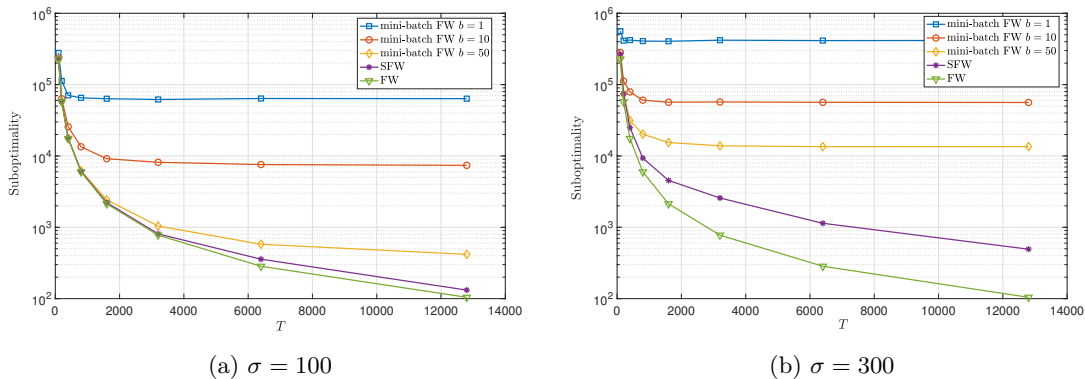 10^6
10^5
10^4
10^3
10^2
Suboptimality
mini-batch FW b = 1
mini-batch FW b = 10
mini-batch FW b = 50
SFW
FW
0 2000 4000 6000 8000 10000 12000 14000
T
(a) σ = 100
10^6
10^5
10^4
10^3
10^2
Suboptimality
mini-batch FW b = 1
mini-batch FW b = 10
mini-batch FW b = 50
SFW
FW
0 2000 4000 6000 8000 10000 12000 14000
T
(b) σ = 300